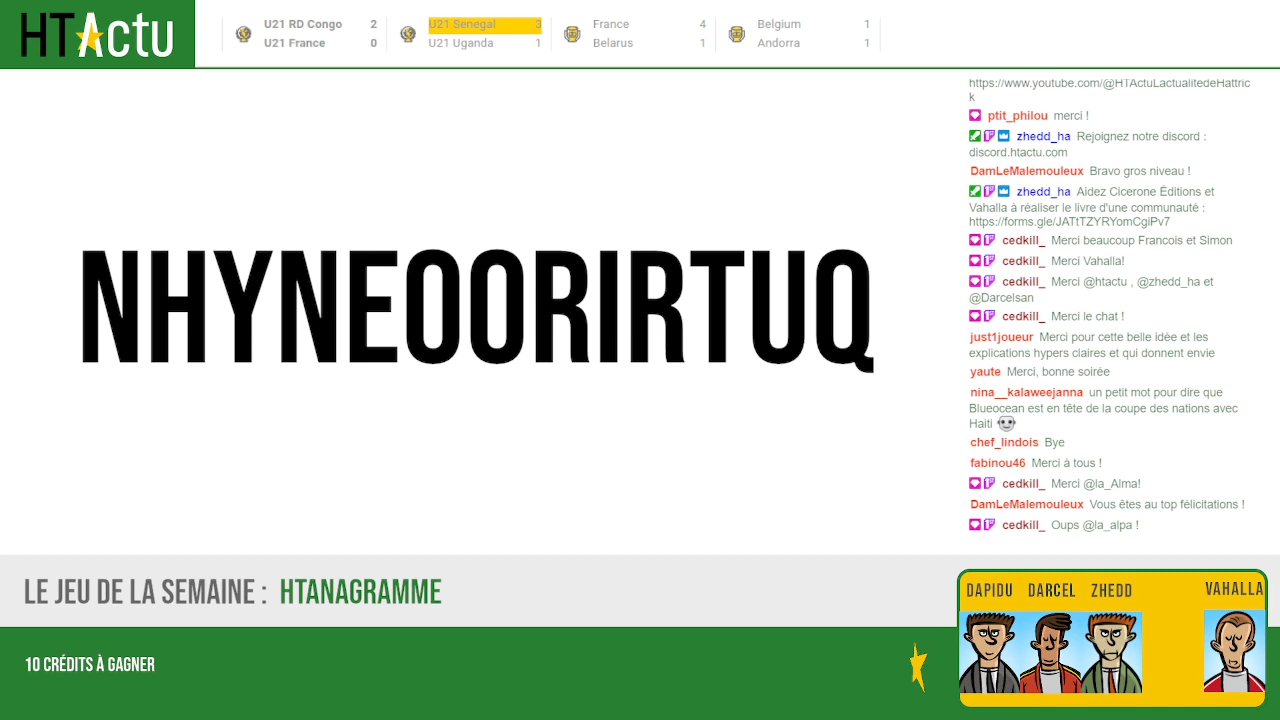 HTActu
U21 RD Congo 2
U21 France 0
U21 Senegal 3
U21 Uganda 1
France 4
Belarus 1
Belgium 1
Andorra 1
https://www.youtube.com/@HTActuLactualitedeHattric
k
ptit_philou merci !
zhedd_ha Rejoignez notre discord :
discord.htactu.com
DamLeMalemouleux Bravo gros niveau !
zhedd_ha Aidez Cicerone Éditions et
Vahalla à réaliser le livre d'une communauté :
https://forms.gle/JATtTZYRYomCgiPv7
cedkill_ Merci beaucoup Francois et Simon
cedkill_ Merci Vahalla!
cedkill_ Merci @htactu , @zhedd_ha et
@Darcelsan
cedkill_ Merci le chat !
just1joueur Merci pour cette belle idée et les
explications hypers claires et qui donnent envie
yaute Merci, bonne soirée
nina__kalaweejanna un petit mot pour dire que
Blueocean est en tête de la coupe des nations avec
Haiti
chef_lindois Bye
fabinou46 Merci à tous !
cedkill_ Merci @la_Alma!
DamLeMalemouleux Vous êtes au top félicitations !
cedkill_ Oups @la_alpa !
NHYNEOORIRTUQ
LE JEU DE LA SEMAINE : HTANAGRAMME
10 CRÉDITS À GAGNER
DAPIDU DARCEL ZHEDD VAHALLA